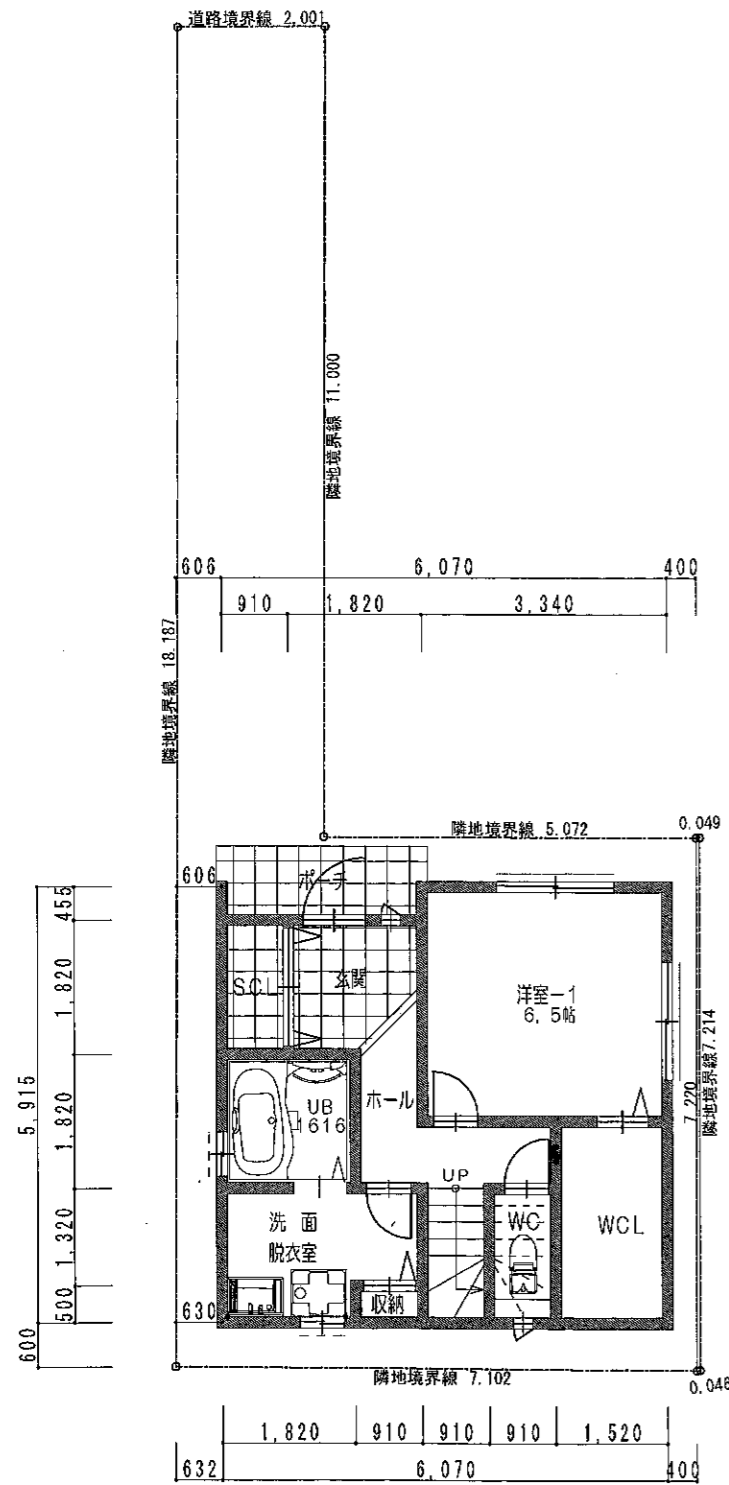 道路境界線 2.001
隣地境界線 11.000
606 6,070 400
910 1,820 3,340
隣地境界線 18.187
隣地境界線 5.072
0.049
606
455
ポーチ
1,820
SCL
玄関
洋室－1
6,5帖
5,915
7.220
隣地境界線7.214
1,820
UB
1616
ホール
UP
1,320
洗面
脱衣室
WC
WCL
500
収納
630
600
隣地境界線 7.102
0.046
1,820 910 910 910 1,520
632 6,070 400